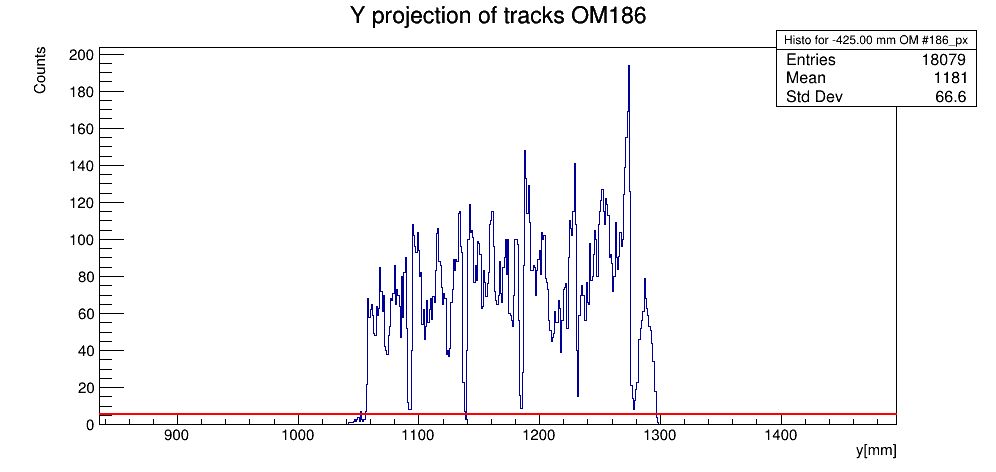 Y projection of tracks OM186
Histo for -425.00 mm OM #186_px
Entries 18079
Mean 1181
Std Dev 66.6
Counts
200
180
160
140
120
100
80
60
40
20
0
900 1000 1100 1200 1300 1400
y[mm]